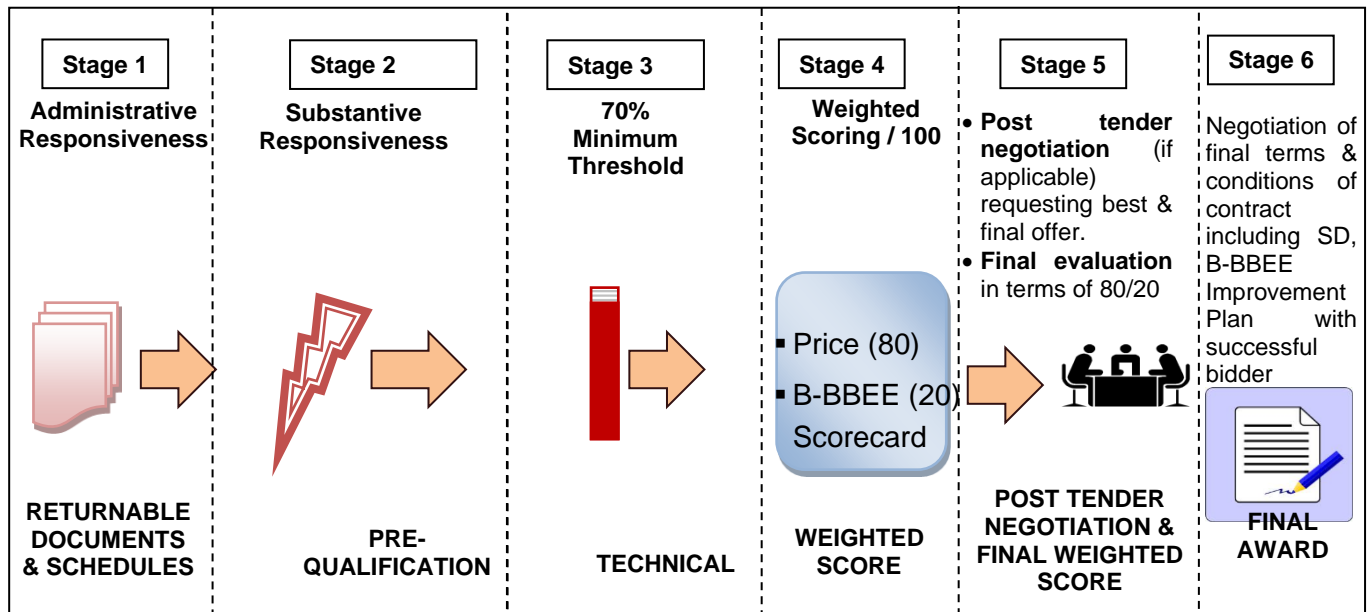 Stage 1
Administrative
Responsiveness
RETURNABLE
DOCUMENTS
& SCHEDULES
Stage 2
Substantive
Responsiveness
PRE-
QUALIFICATION
Stage 3
70%
Minimum
Threshold
TECHNICAL
Stage 4
Weighted
Scoring / 100
▪ Price (80)
▪ B-BBEE (20)
Scorecard
WEIGHTED
SCORE
Stage 5
• Post tender
negotiation (if
applicable)
requesting best &
final offer.
• Final evaluation
in terms of 80/20
POST TENDER
NEGOTIATION &
FINAL WEIGHTED
SCORE
Stage 6
Negotiation of
final terms &
conditions of
contract
including SD,
B-BBEE
Improvement
Plan with
successful
bidder
FINAL
AWARD